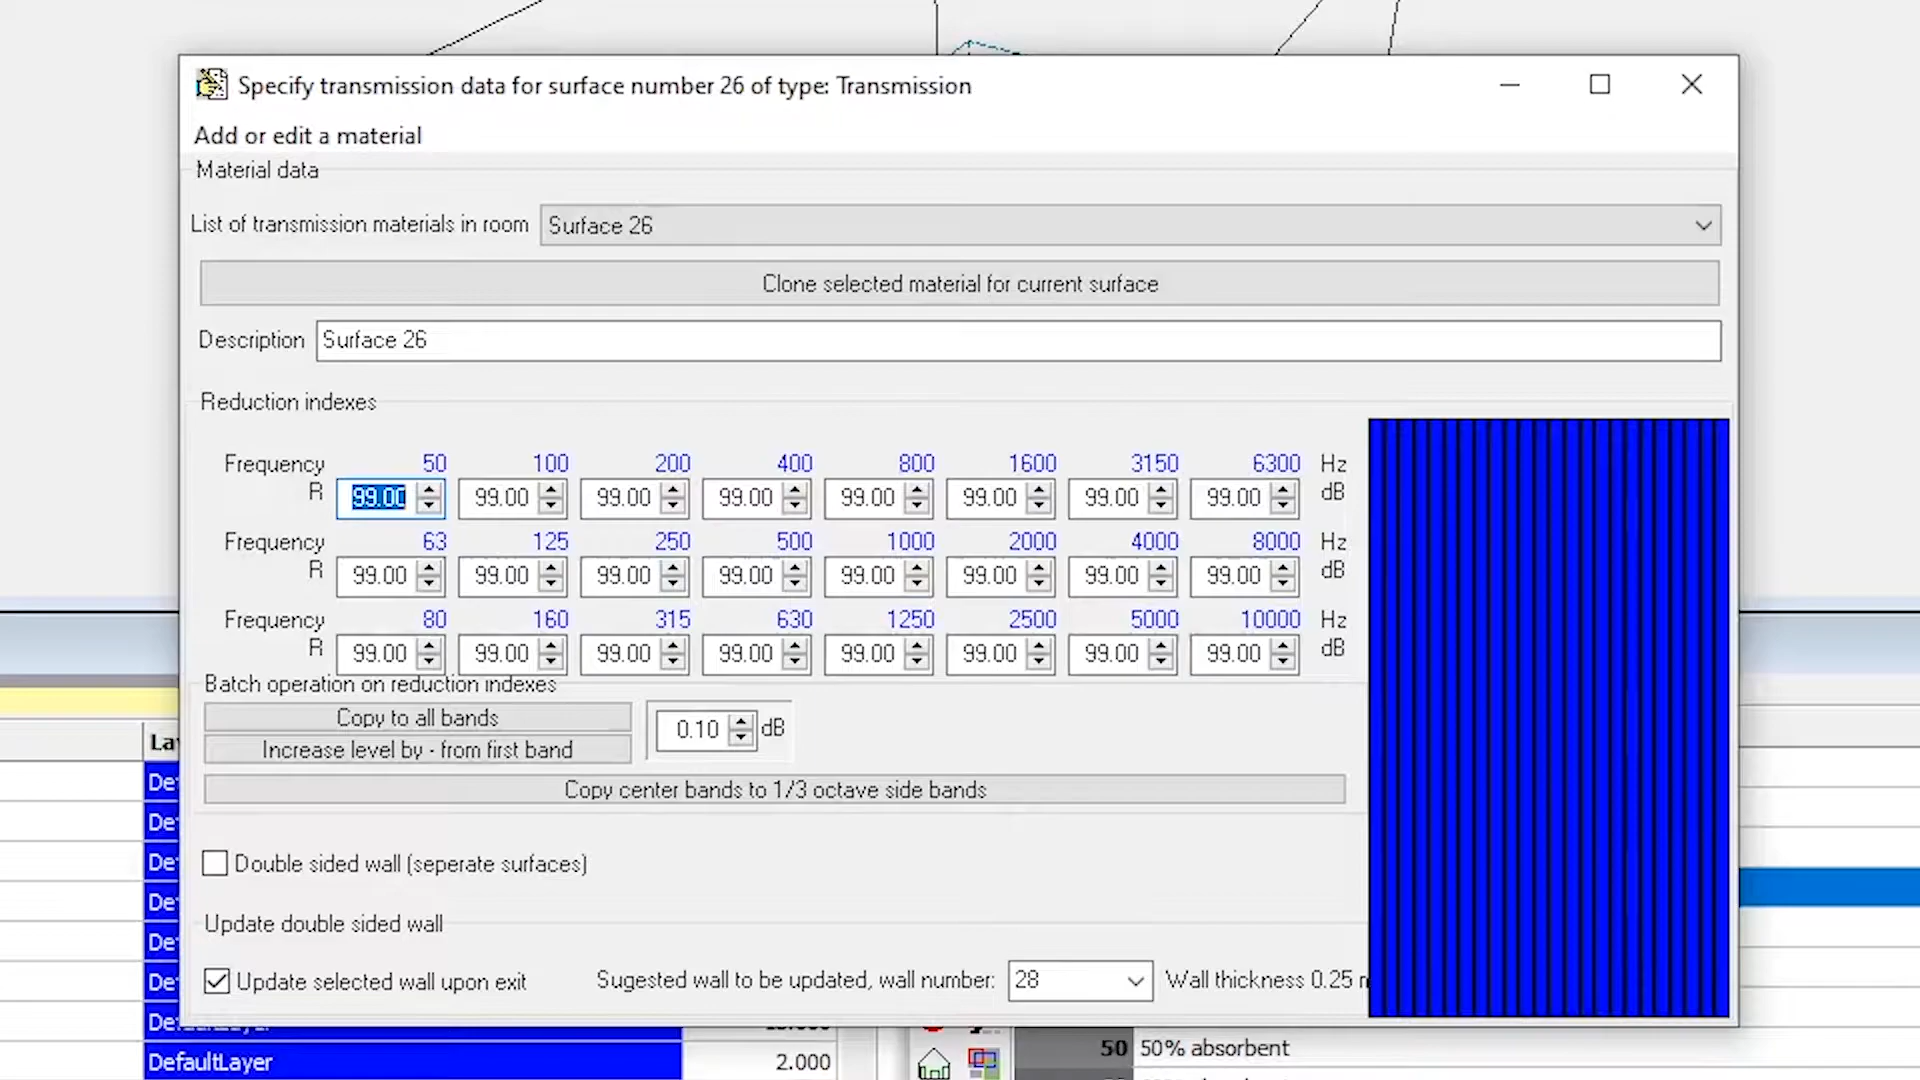 Specify transmission data for surface number 26 of type: Transmission
Add or edit a material
Material data
List of transmission materials in room Surface 26
Clone selected material for current surface
Description Surface 26
Reduction indexes
Frequency 50 100 200 400 800 1600 3150 6300 Hz
R 99.00 99.00 99.00 99.00 99.00 99.00 99.00 99.00 dB
Frequency 63 125 250 500 1000 2000 4000 8000 Hz
R 99.00 99.00 99.00 99.00 99.00 99.00 99.00 99.00 dB
Frequency 80 160 315 630 1250 2500 5000 10000 Hz
R 99.00 99.00 99.00 99.00 99.00 99.00 99.00 99.00 dB
Batch operation on reduction indexes
Copy to all bands
0.10 dB
Increase level by - from first band
Copy center bands to 1/3 octave side bands
Double sided wall (seperate surfaces)
Update double sided wall
Update selected wall upon exit Sugested wall to be updated, wall number: 28 Wall thickness 0.25
La
De
De
De
De
De
De
DefaultLayer
DefaultLayer 2.000
50 50% absorbent